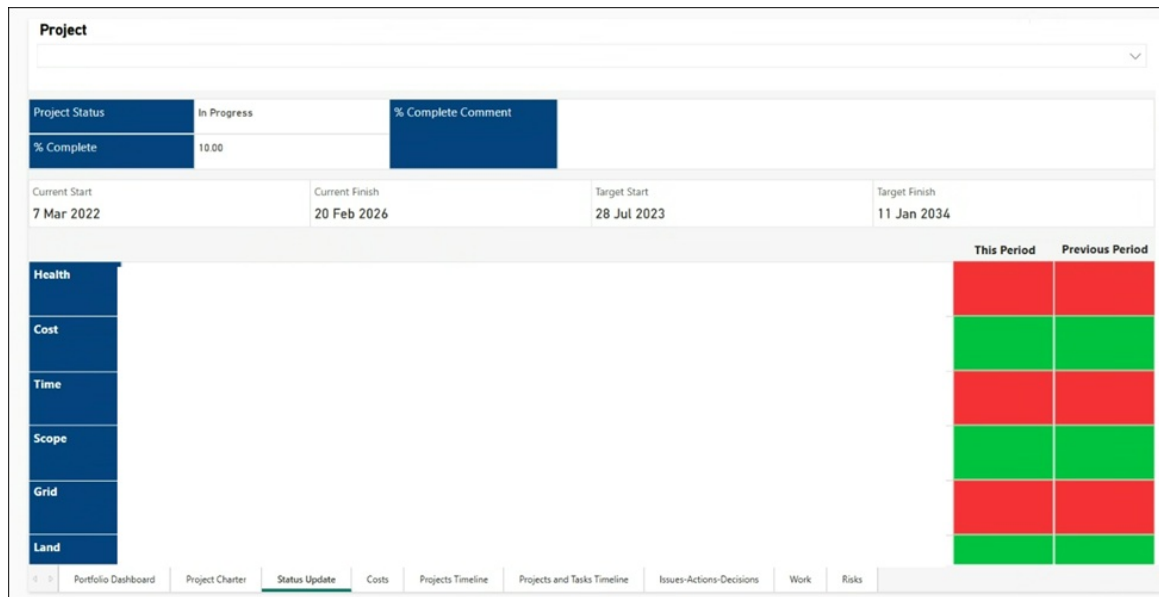 Project
Project Status In Progress % Complete Comment
% Complete 10.00
Current Start Current Finish Target Start Target Finish
7 Mar 2022 20 Feb 2026 28 Jul 2023 11 Jan 2034
This Period Previous Period
Health
Cost
Time
Scope
Grid
Land
Portfolio Dashboard Project Charter Status Update Costs Projects Timeline Projects and Tasks Timeline Issues-Actions-Decisions Work Risks